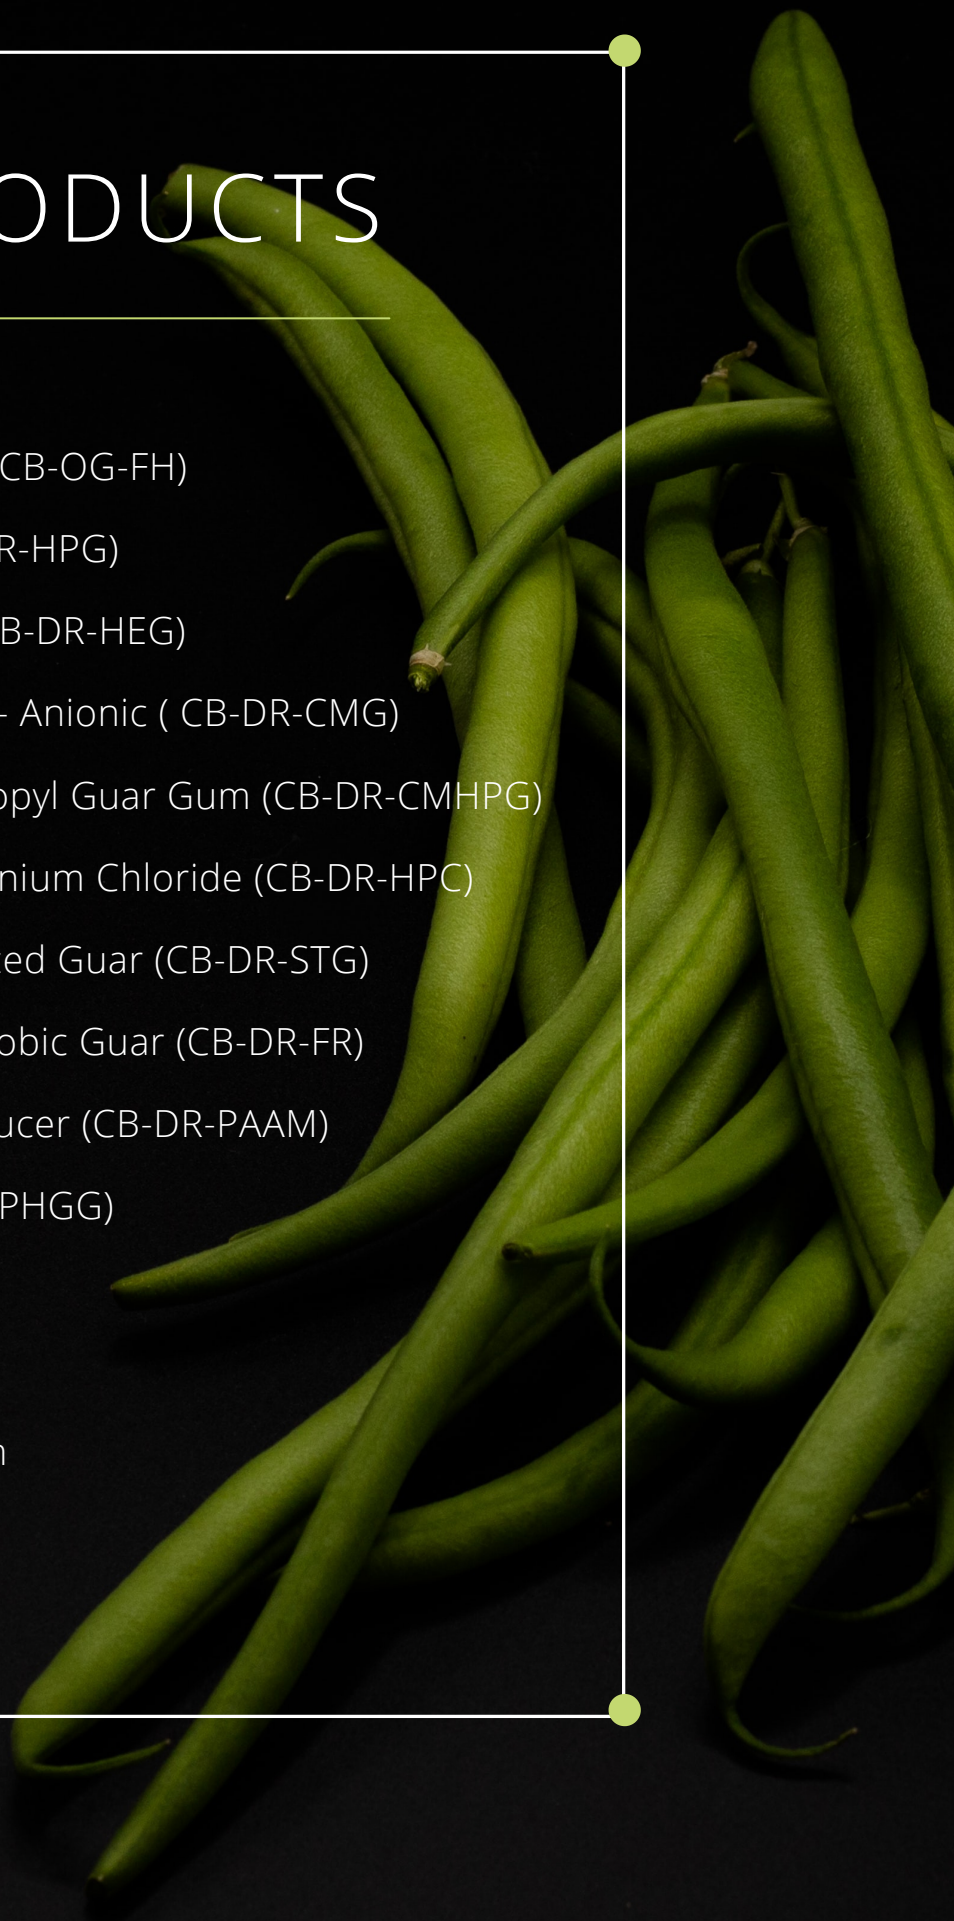 ODUCTS
CB-OG-FH)
R-HPG)
B-DR-HEG)
- Anionic ( CB-DR-CMG)
opyl Guar Gum (CB-DR-CMHPG)
nium Chloride (CB-DR-HPC)
ted Guar (CB-DR-STG)
obic Guar (CB-DR-FR)
ucer (CB-DR-PAAM)
PHGG)
n